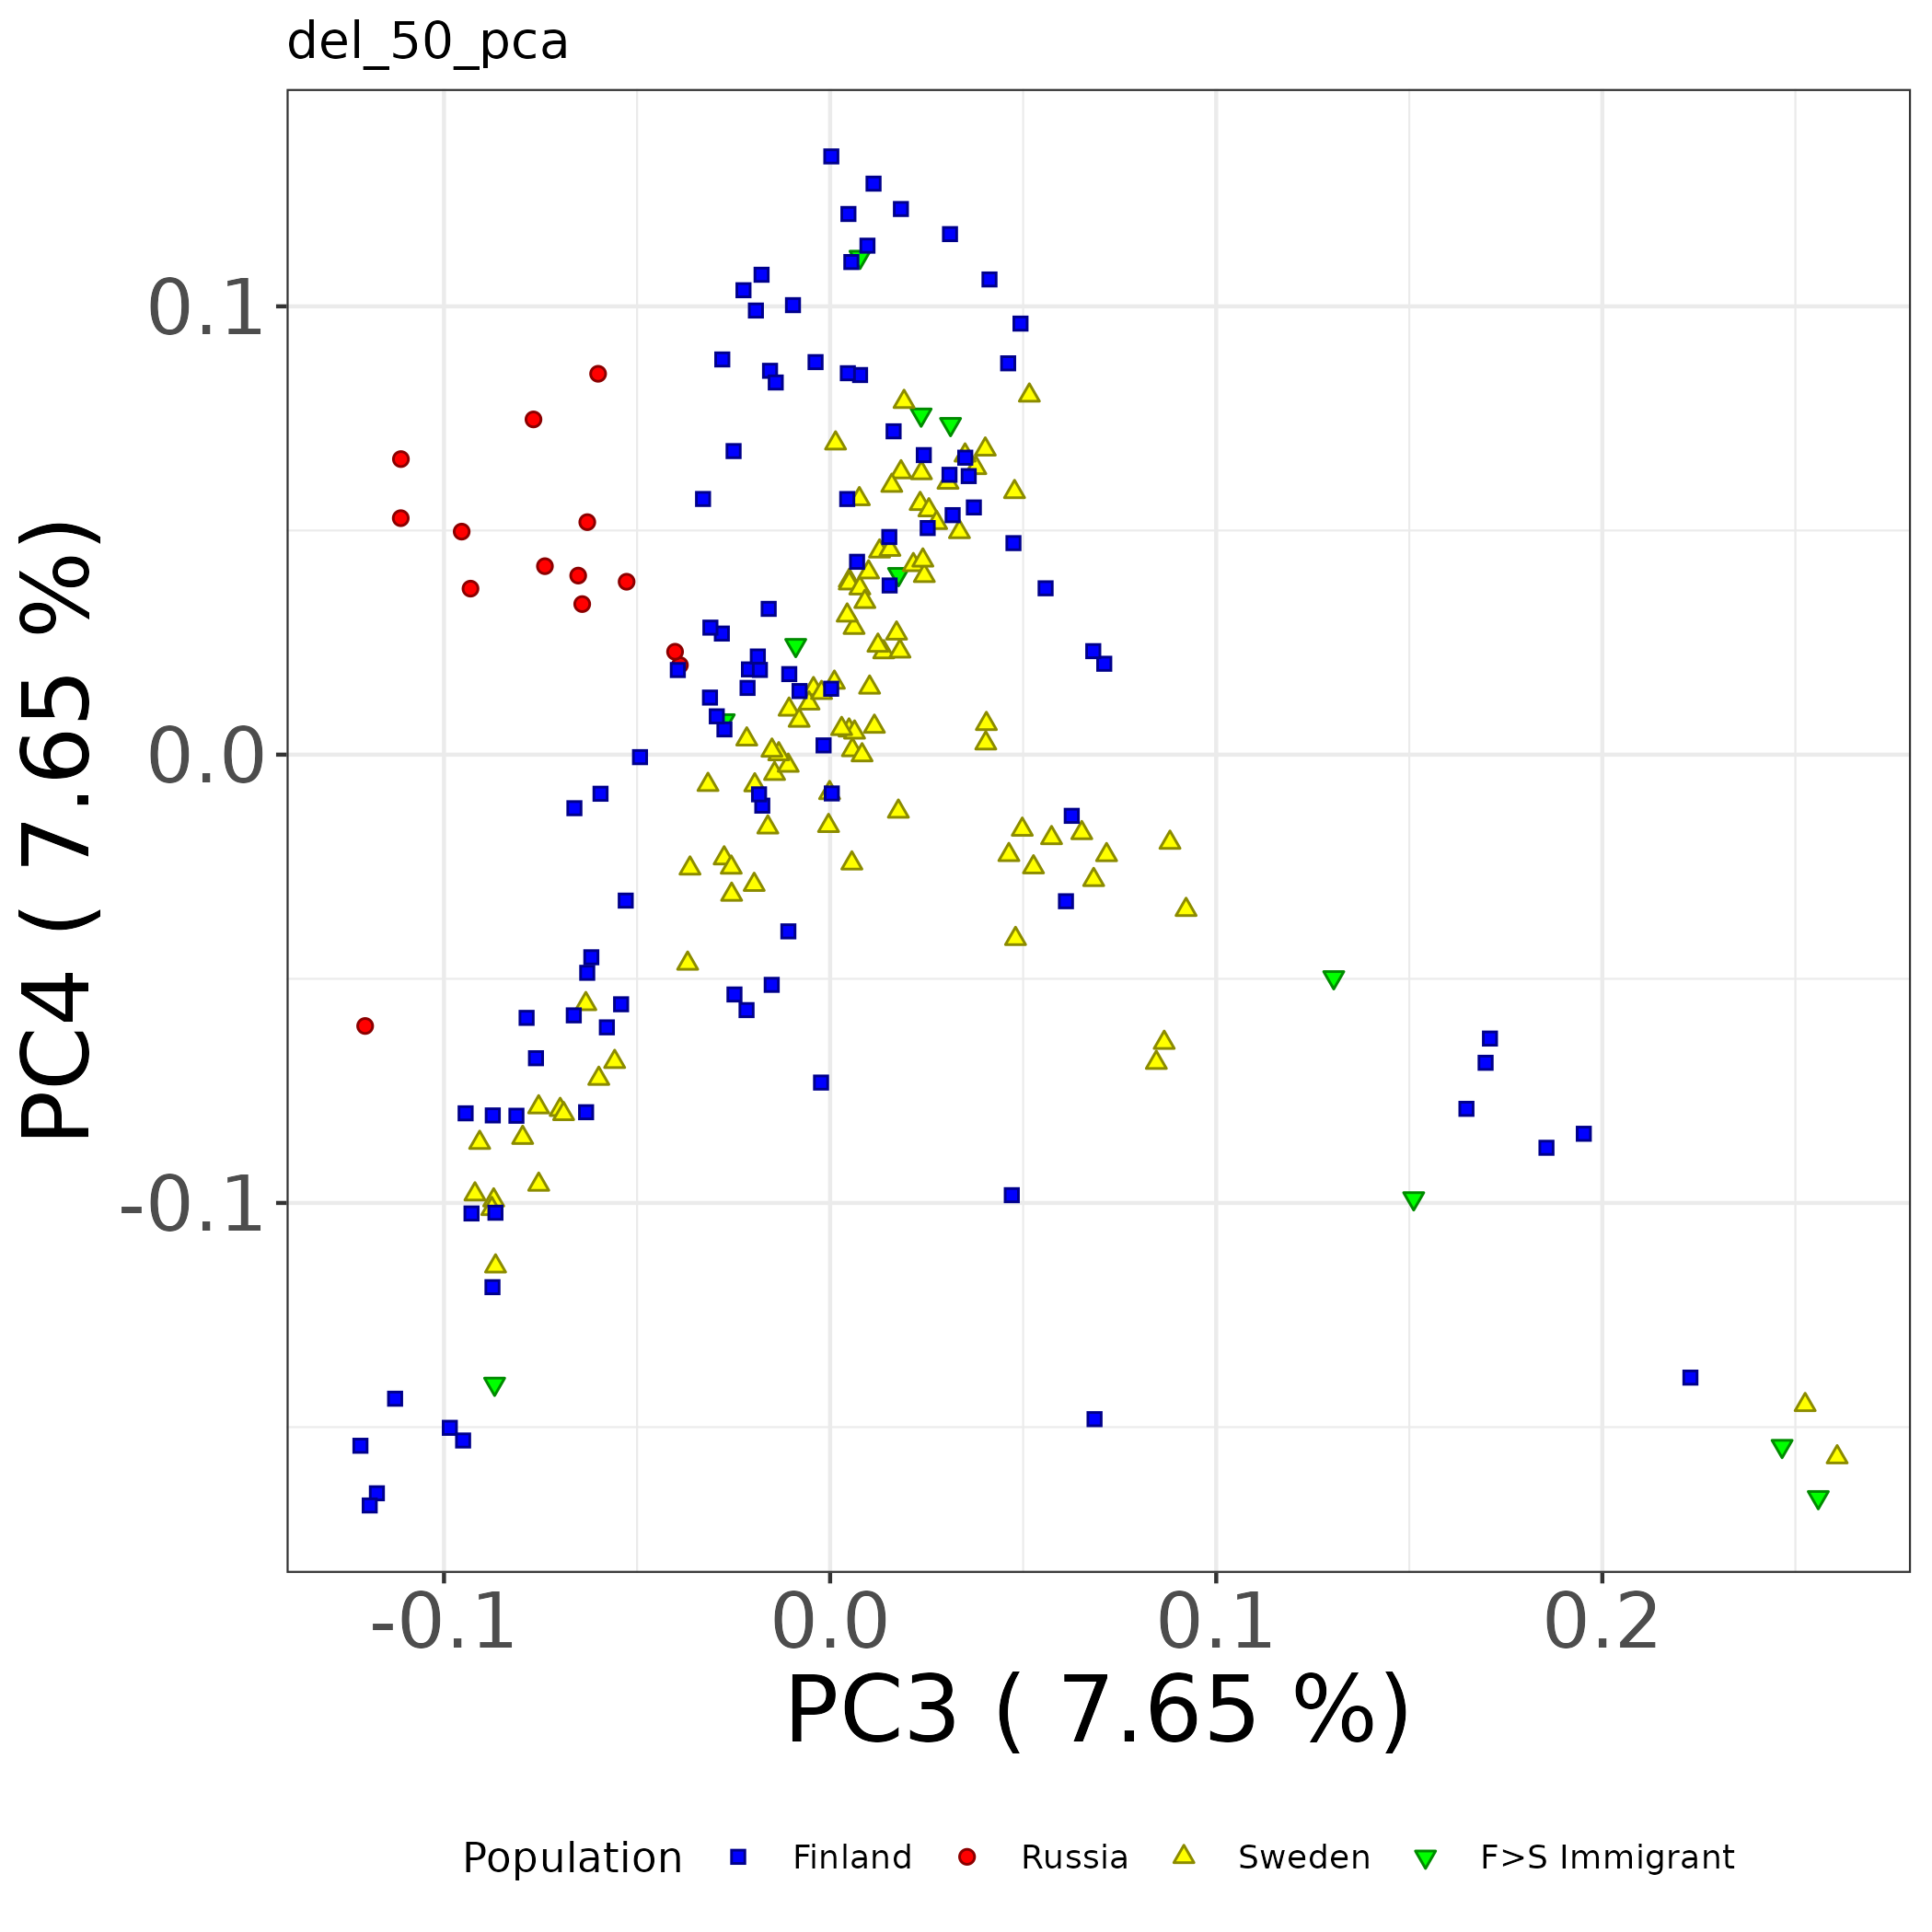 del_50_pca
0.1
0.0
-0.1
PC4 ( 7.65 %)
-0.1 0.0 0.1 0.2
PC3 ( 7.65 %)
Population Finland Russia Sweden F>S Immigrant